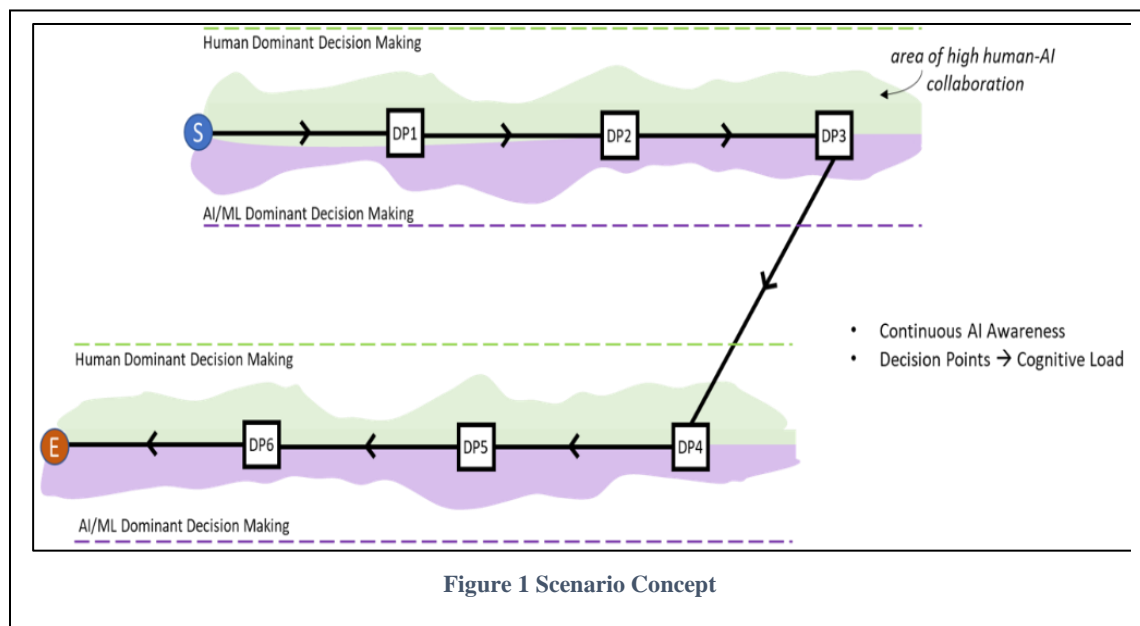 Human Dominant Decision Making
area of high human-AI
collaboration
S
DP1
DP2
DP3
AI/ML Dominant Decision Making
• Continuous AI Awareness
• Decision Points → Cognitive Load
Human Dominant Decision Making
E
DP6
DP5
DP4
AI/ML Dominant Decision Making
Figure 1 Scenario Concept